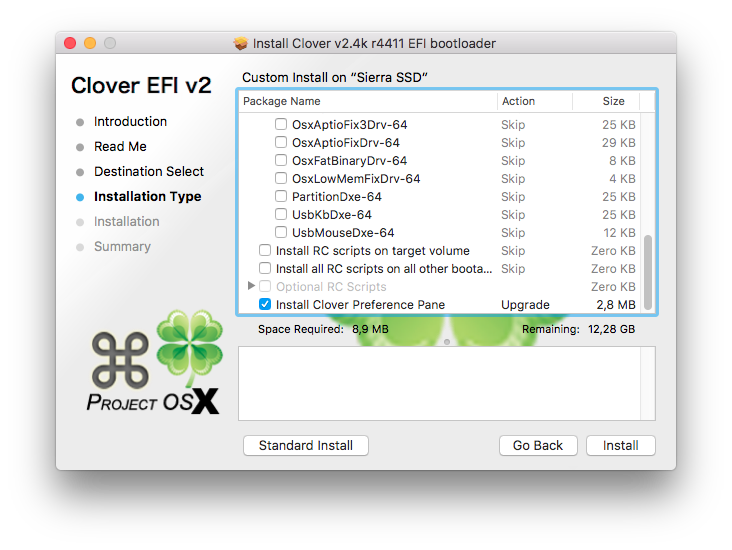 Install Clover v2.4k r4411 EFI bootloader
Clover EFI v2
Introduction
Read Me
Destination Select
Installation Type
Installation
Summary
PROJECT OSX
Custom Install on “Sierra SSD”
Package Name Action Size
OsxAptioFix3Drv-64 Skip 25 KB
OsxAptioFixDrv-64 Skip 29 KB
OsxFatBinaryDrv-64 Skip 8 KB
OsxLowMemFixDrv-64 Skip 4 KB
PartitionDxe-64 Skip 25 KB
UsbKbDxe-64 Skip 25 KB
UsbMouseDxe-64 Skip 12 KB
Install RC scripts on target volume Skip Zero KB
Install all RC scripts on all other boota... Skip Zero KB
Optional RC Scripts Zero KB
Install Clover Preference Pane Upgrade 2,8 MB
Space Required: 8,9 MB Remaining: 12,28 GB
Standard Install Go Back Install